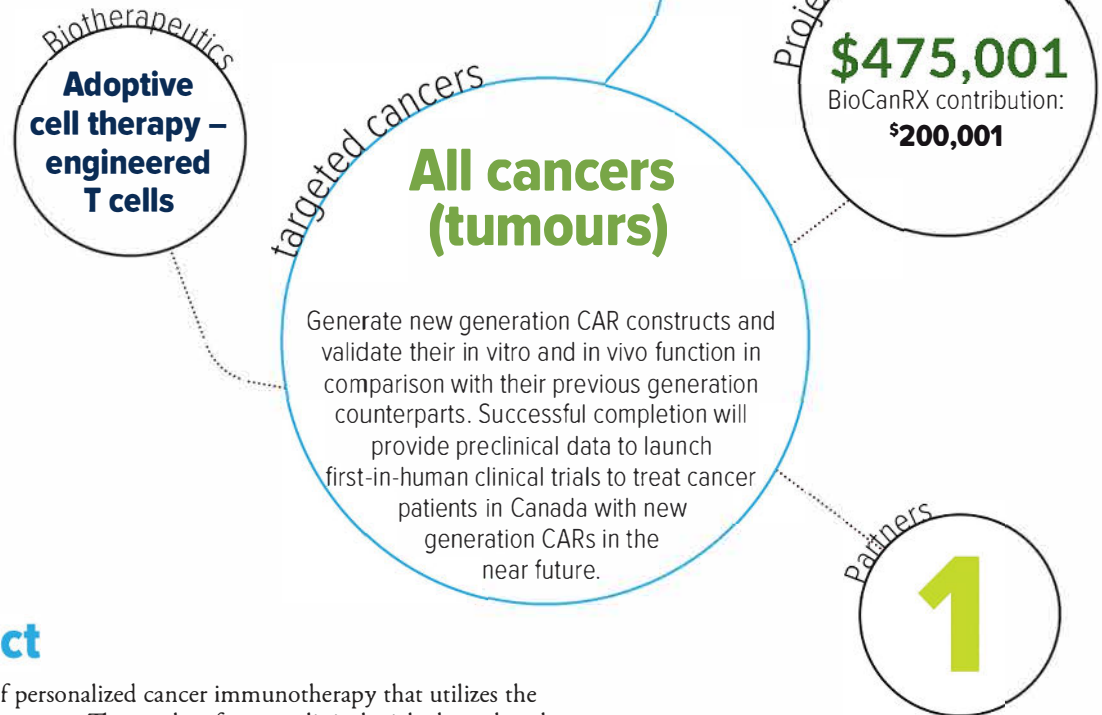 Biotherapeutics
Adoptive
cell therapy –
engineered
T cells
targeted cancers
All cancers
(tumours)
Generate new generation CAR constructs and
validate their in vitro and in vivo function in
comparison with their previous generation
counterparts. Successful completion will
provide preclinical data to launch
first-in-human clinical trials to treat cancer
patients in Canada with new
generation CARs in the
near future.
$475,001
BioCanRX contribution:
$200,001
Partners
1
ct
f personalized cancer immunotherapy that utilizes the